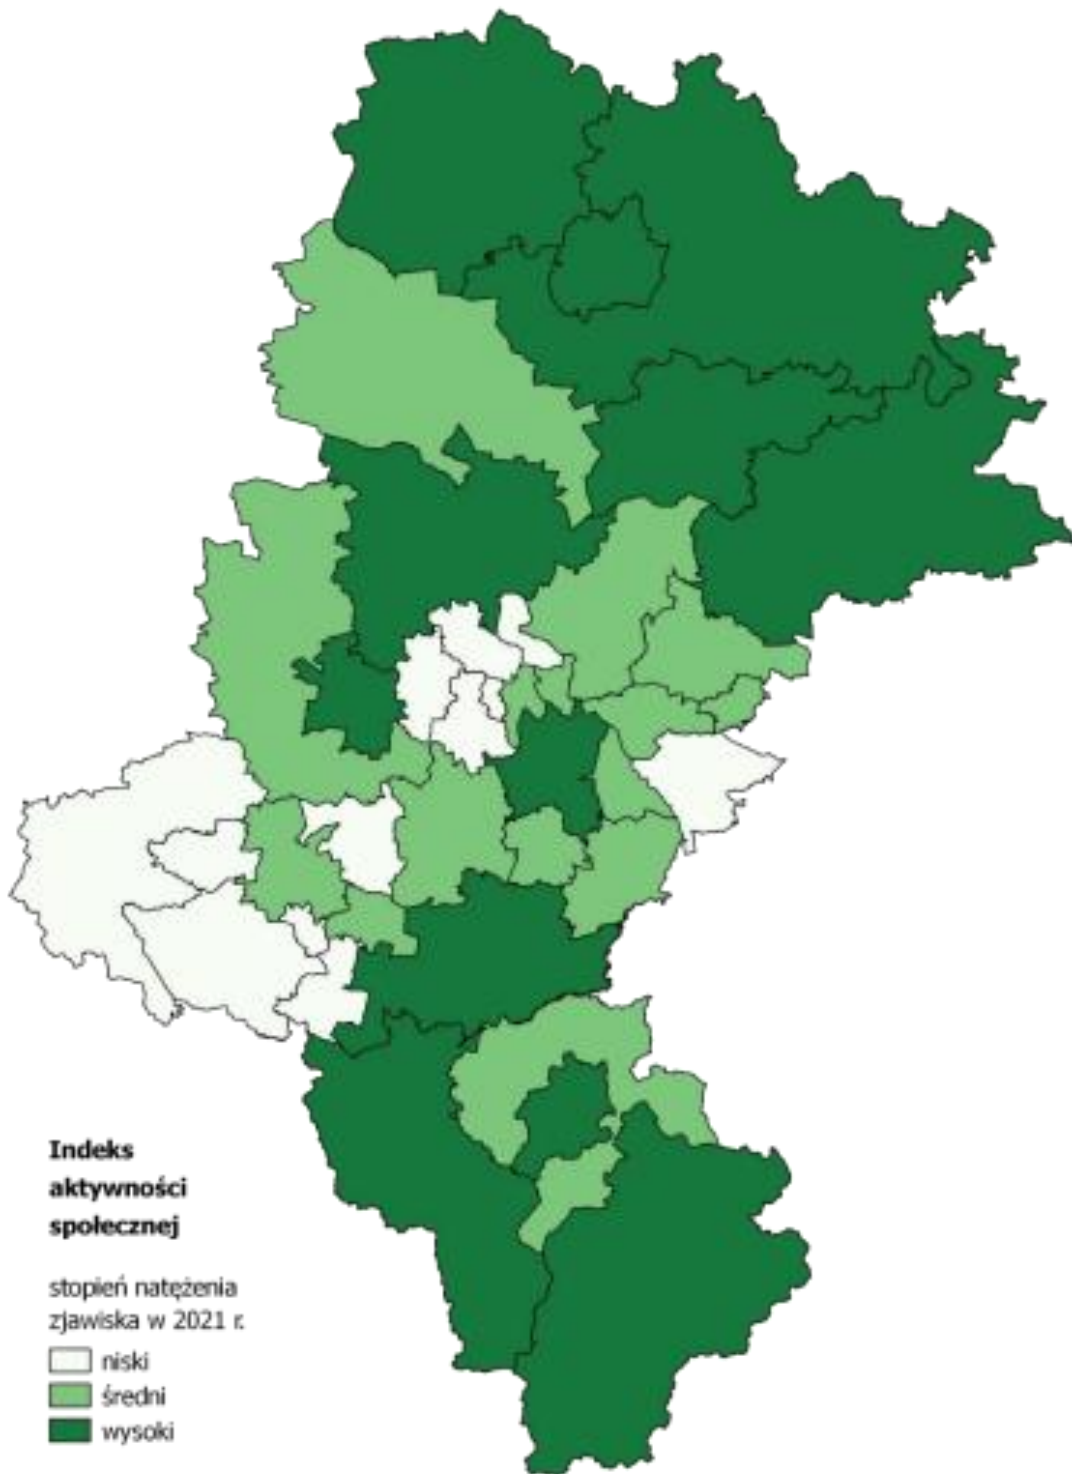 Indeks
aktywności
społecznej
stopień natężenia
zjawiska w 2021 r.
niski
średni
wysoki